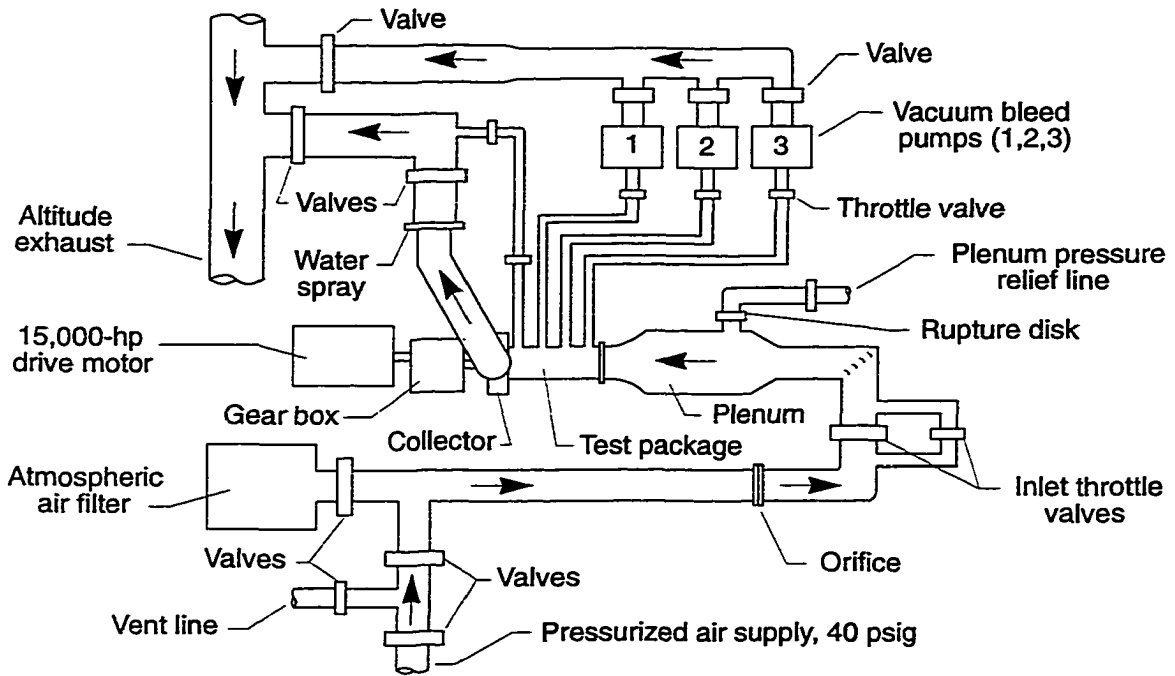 Valve
Valve
Vacuum bleed
pumps (1,2,3)
1
2
3
Valves
Throttle valve
Altitude
exhaust
Water
spray
Plenum pressure
relief line
Rupture disk
15,000-hp
drive motor
Gear box
Plenum
Collector
Test package
Atmospheric
air filter
Inlet throttle
valves
Valves
Valves
Orifice
Vent line
Pressurized air supply, 40 psig